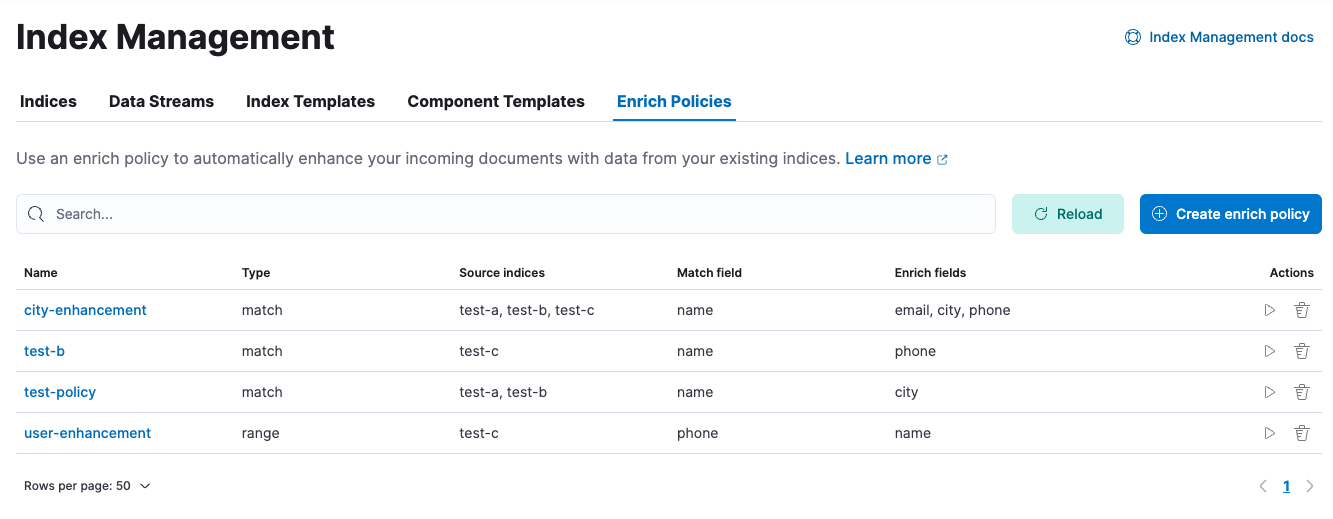 Index Management
Index Management docs
Indices Data Streams Index Templates Component Templates Enrich Policies
Use an enrich policy to automatically enhance your incoming documents with data from your existing indices. Learn more
Search... Reload Create enrich policy
Name Type Source indices Match field Enrich fields Actions
city-enhancement match test-a, test-b, test-c name email, city, phone
test-b match test-c name phone
test-policy match test-a, test-b name city
user-enhancement range test-c phone name
Rows per page: 50 1